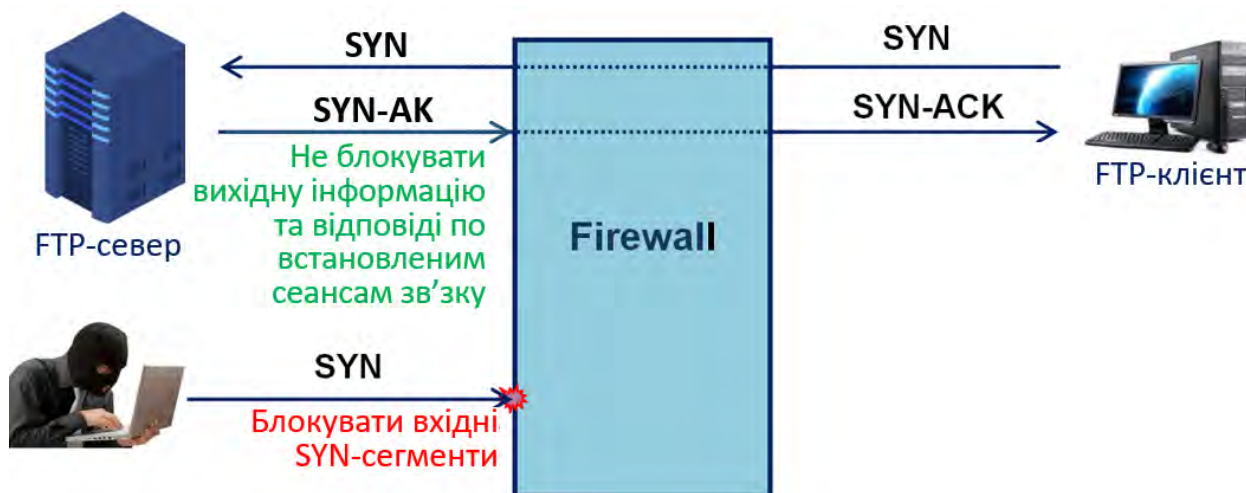 SYN
SYN
SYN-AK
SYN-ACK
Не блокувати
вихідну інформацію
та відповіді по
встановленим
сеансам зв’зку
FTP-север
Firewall
FTP-клієнт
SYN
Блокувати вхідні
SYN-сегменти